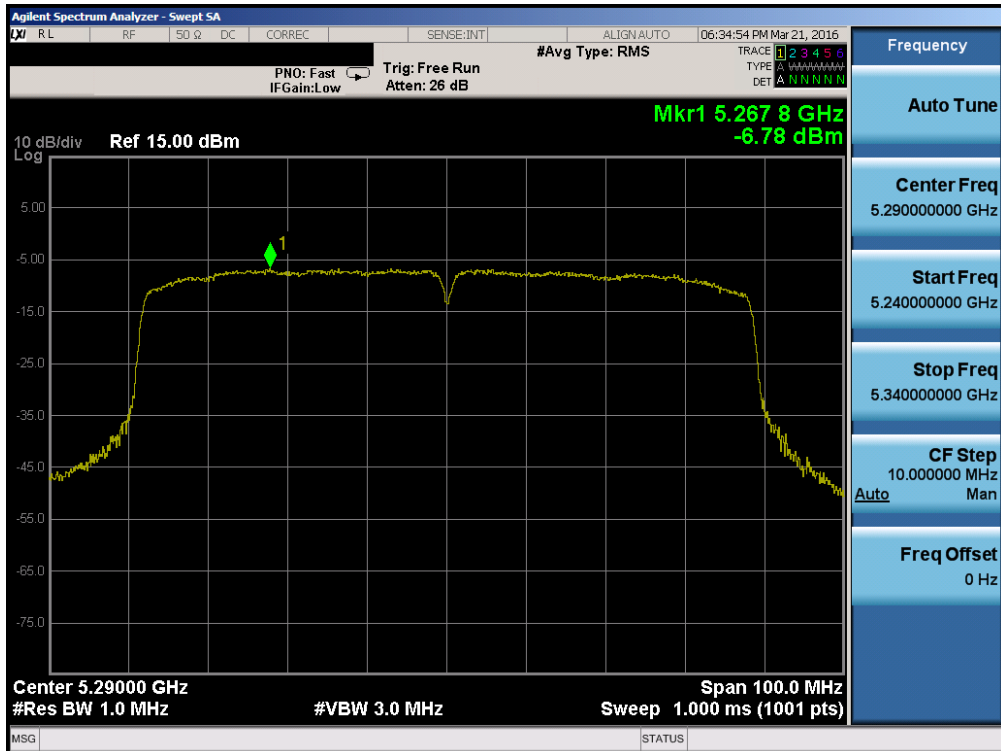 Agilent Spectrum Analyzer - Swept SA
LXI RL RF 50 Ω DC CORREC SENSE:INT ALIGNAUTO 06:34:54 PM Mar 21, 2016
#Avg Type: RMS
TRACE 1 2 3 4 5 6
PNO: Fast Trig: Free Run
TYPE A WWWWW
IFGain:Low Atten: 26 dB
DET A N N N N N
Mkr1 5.267 8 GHz
-6.78 dBm
10 dB/div Ref 15.00 dBm
Log
1
5.00
-5.00
-15.0
-25.0
-35.0
-45.0
-55.0
-65.0
-75.0
Center 5.29000 GHz Span 100.0 MHz
#Res BW 1.0 MHz #VBW 3.0 MHz Sweep 1.000 ms (1001 pts)
MSG STATUS
Frequency
Auto Tune
Center Freq
5.290000000 GHz
Start Freq
5.240000000 GHz
Stop Freq
5.340000000 GHz
CF Step
10.000000 MHz
Auto Man
Freq Offset
0 Hz